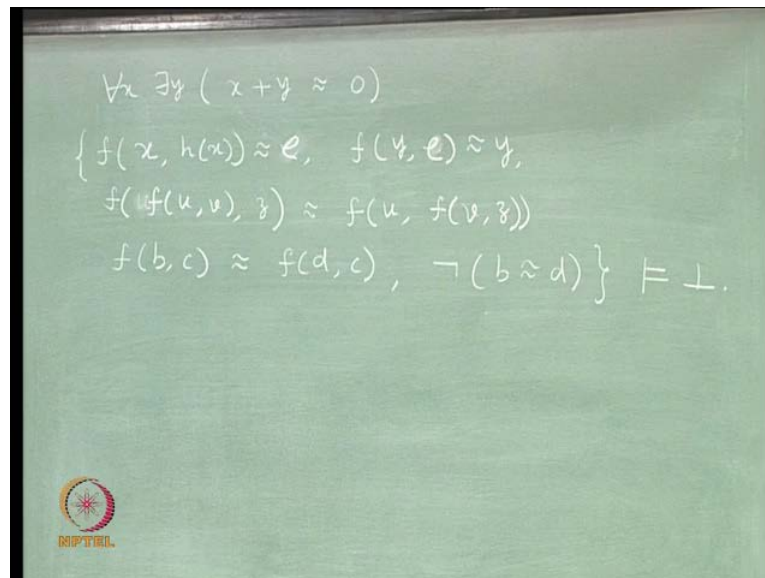 ∀x ∃y ( x + y ≈ 0)
{ f( x, h(x)) ≈ e, f( y, e) ≈ y,
f( f( u, v), z) ≈ f( u, f( v, z))
f( b, c) ≈ f( d, c), ¬ ( b ≈ d) } ⊨ ⊥.
NPTEL